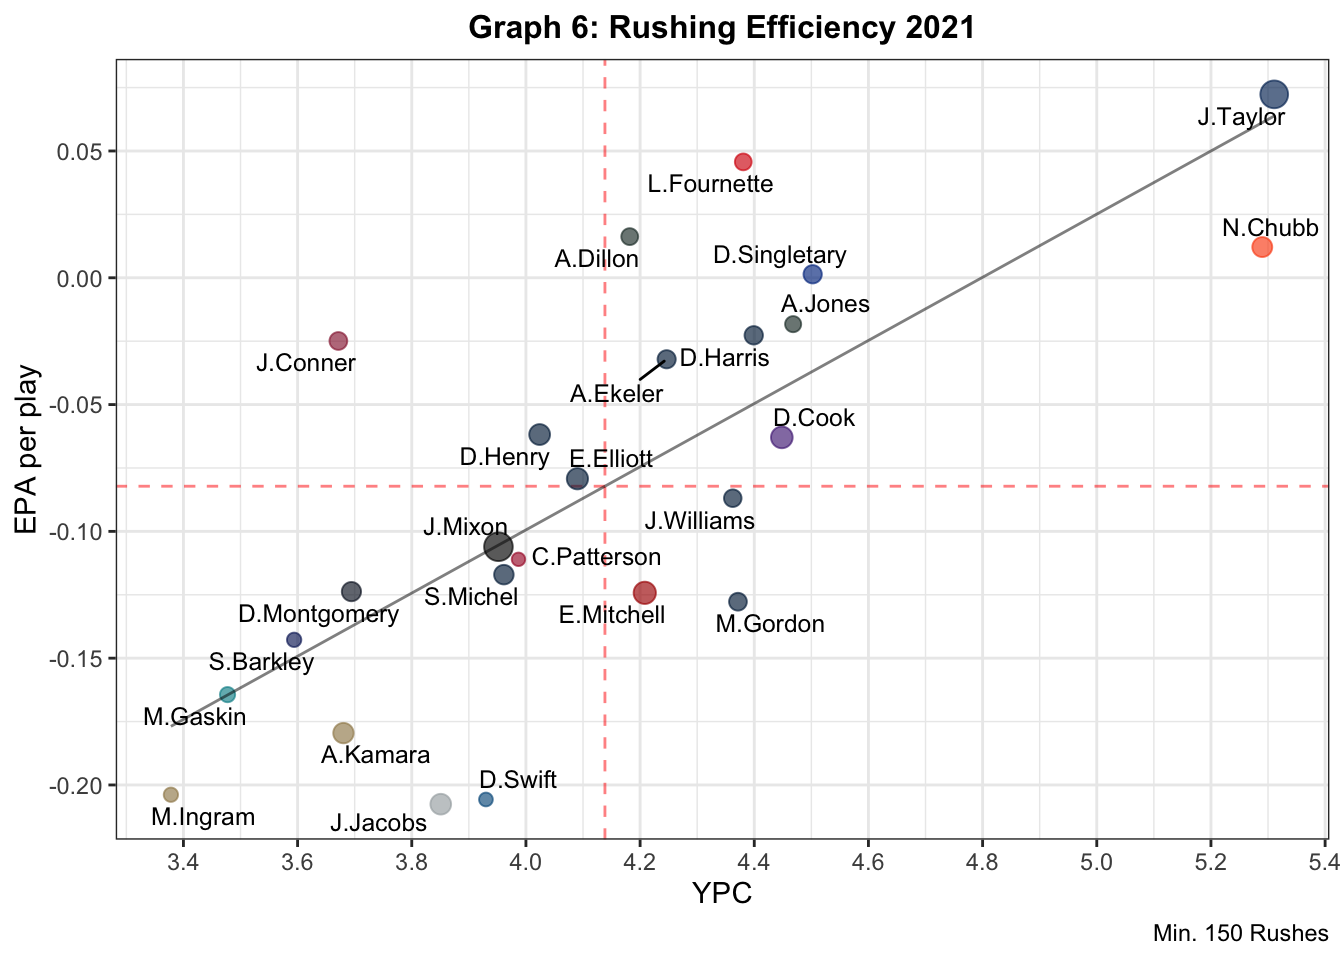 Graph 6: Rushing Efficiency 2021
EPA per play
0.05
0.00
-0.05
-0.10
-0.15
-0.20
J.Taylor
L.Fournette
N.Chubb
A.Dillon
D.Singletary
A.Jones
J.Conner
D.Harris
A.Ekeler
D.Cook
D.Henry
E.Elliott
J.Williams
J.Mixon
C.Patterson
S.Michel
D.Montgomery
E.Mitchell
M.Gordon
S.Barkley
M.Gaskin
A.Kamara
D.Swift
M.Ingram
J.Jacobs
3.4 3.6 3.8 4.0 4.2 4.4 4.6 4.8 5.0 5.2 5.4
YPC
Min. 150 Rushes